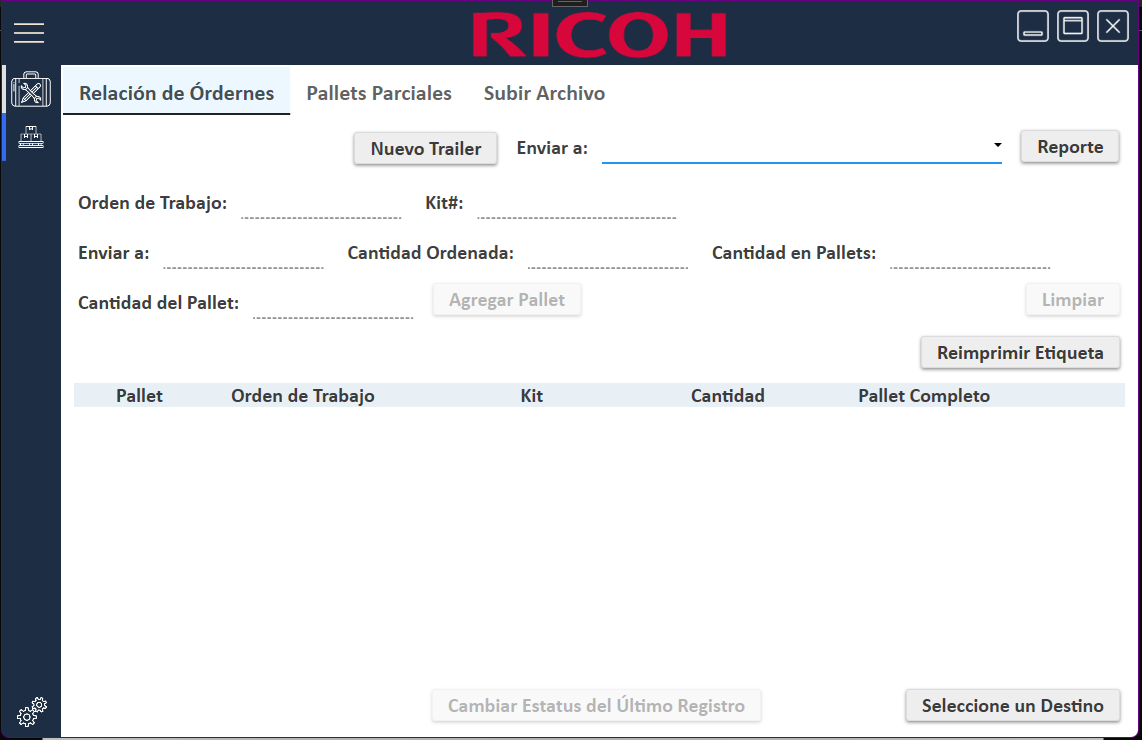 RICOH
Relación de Órdernes Pallets Parciales Subir Archivo
Nuevo Trailer Enviar a: Reporte
Orden de Trabajo: Kit#:
Enviar a: Cantidad Ordenada: Cantidad en Pallets:
Cantidad del Pallet: Agregar Pallet Limpiar
Reimprimir Etiqueta
Pallet Orden de Trabajo Kit Cantidad Pallet Completo
Cambiar Estatus del Último Registro Seleccione un Destino